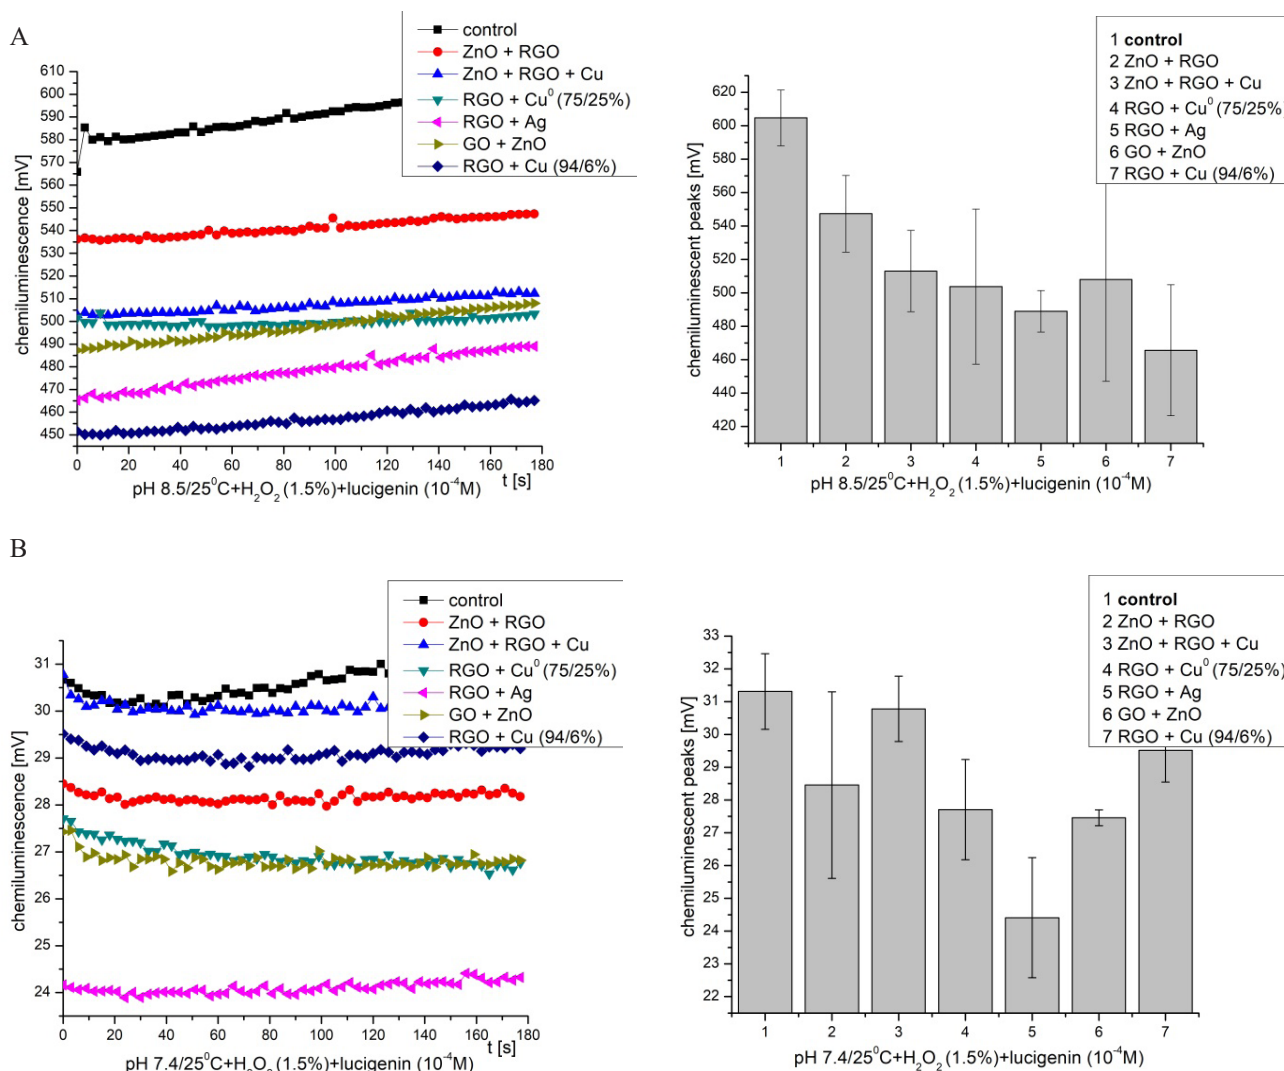 A
control
ZnO + RGO
ZnO + RGO + Cu
RGO + Cu⁰ (75/25%)
RGO + Ag
GO + ZnO
RGO + Cu (94/6%)
chemiluminescence [mV]
610
600
590
580
570
560
550
540
530
520
510
500
490
480
470
460
450
0 20 40 60 80 100 120 140 160 180
t [s]
pH 8.5/25⁰C+H₂O₂ (1.5%)+lucigenin (10⁻⁴M)
1 control
2 ZnO + RGO
3 ZnO + RGO + Cu
4 RGO + Cu⁰ (75/25%)
5 RGO + Ag
6 GO + ZnO
7 RGO + Cu (94/6%)
chemiluminescent peaks [mV]
620
600
580
560
540
520
500
480
460
440
420
1 2 3 4 5 6 7
pH 8.5/25⁰C+H₂O₂ (1.5%)+lucigenin (10⁻⁴M)
B
control
ZnO + RGO
ZnO + RGO + Cu
RGO + Cu⁰ (75/25%)
RGO + Ag
GO + ZnO
RGO + Cu (94/6%)
chemiluminescence [mV]
31
30
29
28
27
26
25
24
0 20 40 60 80 100 120 140 160 180
t [s]
pH 7.4/25⁰C+H₂O₂ (1.5%)+lucigenin (10⁻⁴M)
1 control
2 ZnO + RGO
3 ZnO + RGO + Cu
4 RGO + Cu⁰ (75/25%)
5 RGO + Ag
6 GO + ZnO
7 RGO + Cu (94/6%)
chemiluminescent peaks [mV]
33
32
31
30
29
28
27
26
25
24
23
22
1 2 3 4 5 6 7
pH 7.4/25⁰C+H₂O₂ (1.5%)+lucigenin (10⁻⁴M)